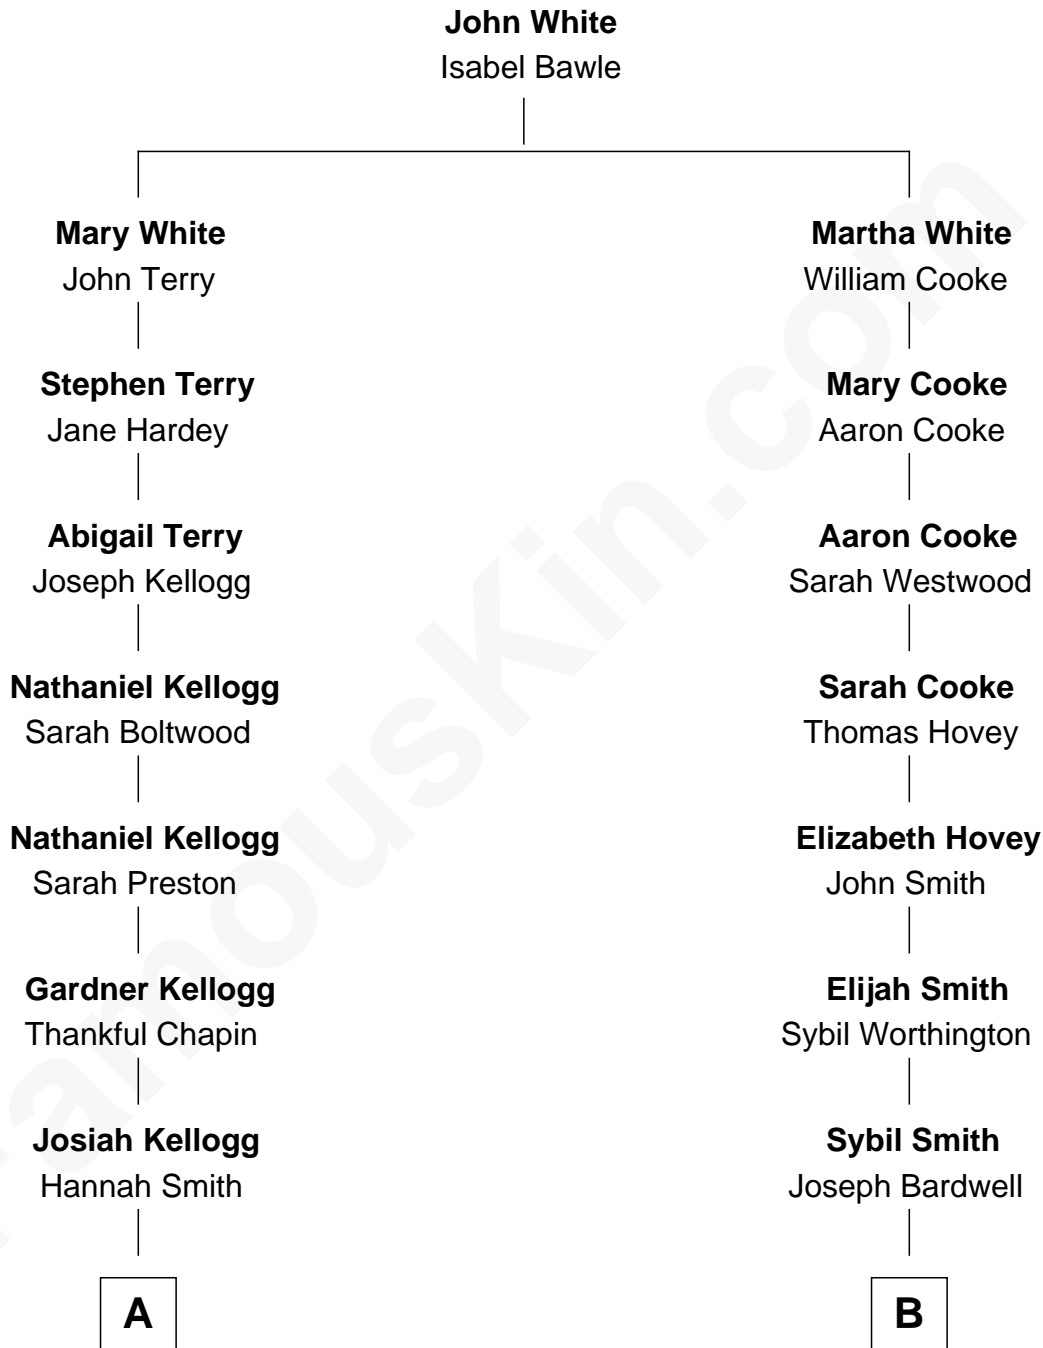 John White
Isabel Bawle
Mary White
John Terry
Martha White
William Cooke
Stephen Terry
Jane Hardey
Mary Cooke
Aaron Cooke
Abigail Terry
Joseph Kellogg
Aaron Cooke
Sarah Westwood
Nathaniel Kellogg
Sarah Boltwood
Sarah Cooke
Thomas Hovey
Nathaniel Kellogg
Sarah Preston
Elizabeth Hovey
John Smith
Gardner Kellogg
Thankful Chapin
Elijah Smith
Sybil Worthington
Josiah Kellogg
Hannah Smith
Sybil Smith
Joseph Bardwell
A
B
FamousKin.com